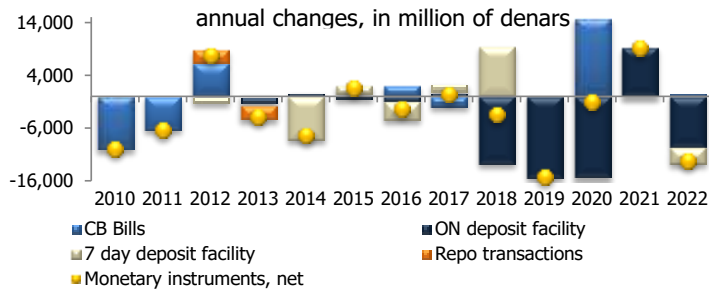 annual changes, in million of denars
14,000
4,000
-6,000
-16,000
2010 2011 2012 2013 2014 2015 2016 2017 2018 2019 2020 2021 2022
CB Bills ON deposit facility
7 day deposit facility Repo transactions
Monetary instruments, net